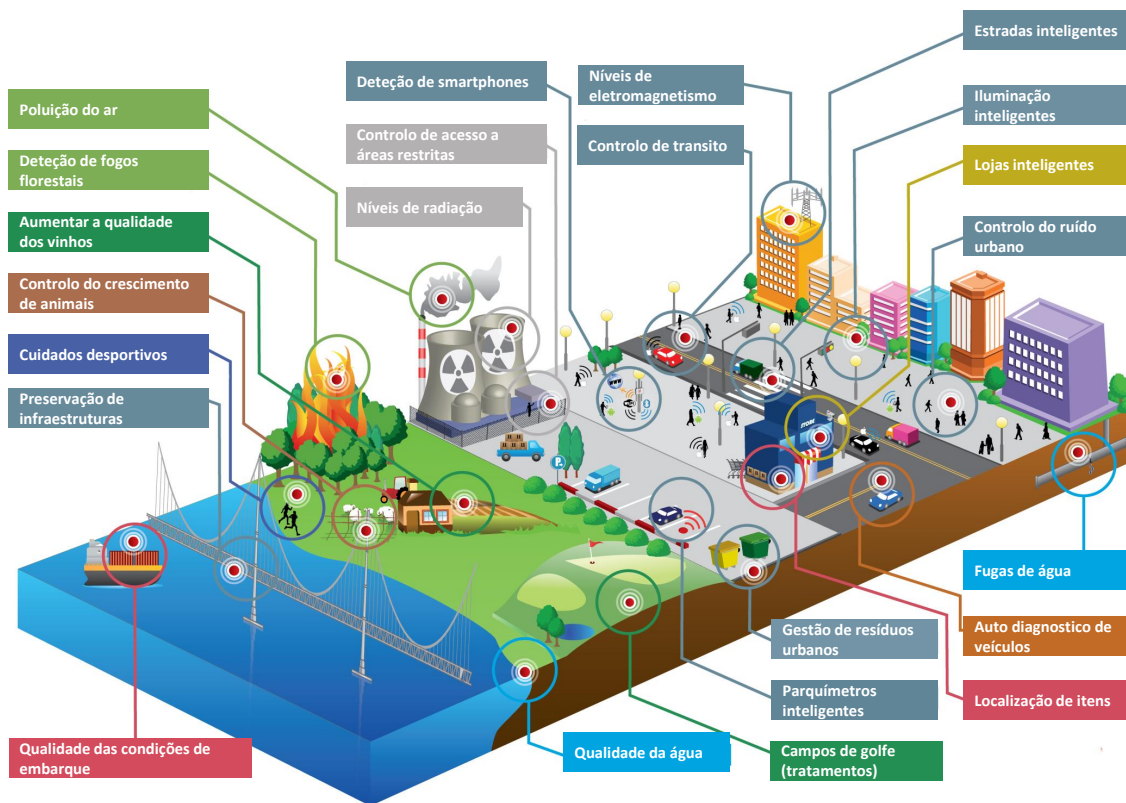 Estradas inteligentes
Deteção de smartphones
Níveis de
eletromagnetismo
Iluminação
inteligentes
Poluição do ar
Controlo de acesso a
áreas restritas
Controlo de transito
Lojas inteligentes
Deteção de fogos
florestais
Níveis de radiação
Aumentar a qualidade
dos vinhos
Controlo do ruído
urbano
Controlo do crescimento
de animais
Cuidados desportivos
Preservação de
infraestruturas
www
STORE
P
Fugas de água
Gestão de resíduos
urbanos
Auto diagnostico de
veículos
Parquímetros
inteligentes
Localização de itens
Qualidade das condições de
embarque
Qualidade da água
Campos de golfe
(tratamentos)